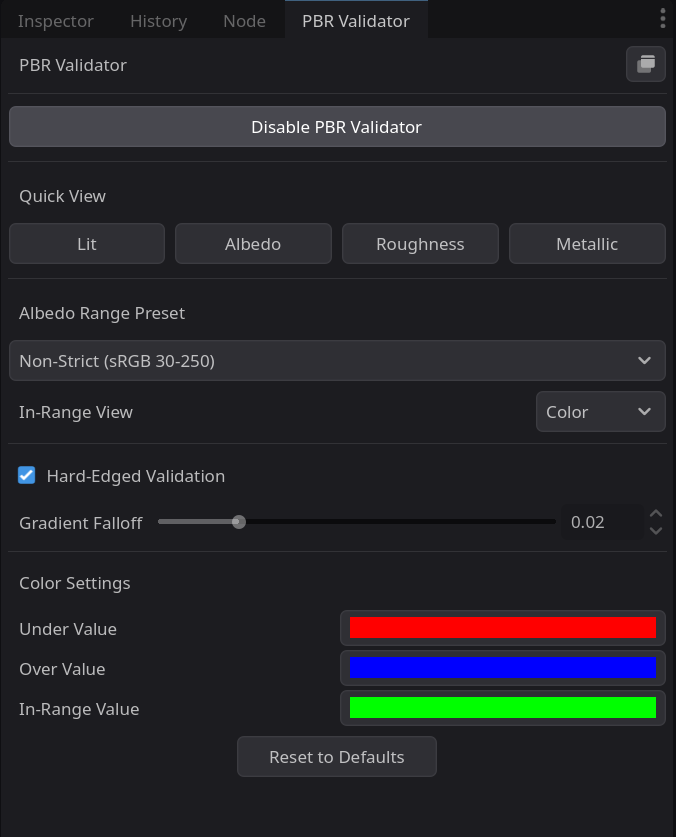 Inspector History Node PBR Validator
PBR Validator
Disable PBR Validator
Quick View
Lit Albedo Roughness Metallic
Albedo Range Preset
Non-Strict (sRGB 30-250)
In-Range View Color
Hard-Edged Validation
Gradient Falloff 0.02
Color Settings
Under Value
Over Value
In-Range Value
Reset to Defaults